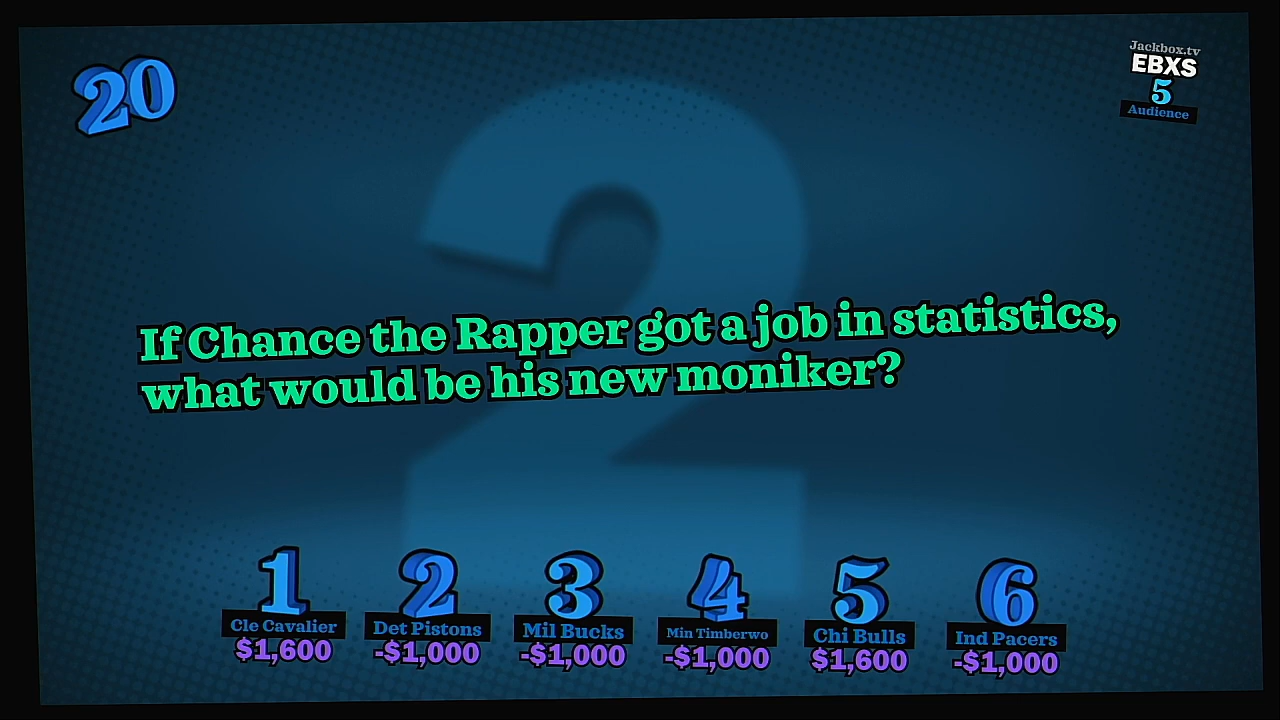 20
Jackbox.tv
EBXS
5
Audience
If Chance the Rapper got a job in statistics,
what would be his new moniker?
1 2 3 4 5 6
Cle Cavalier Det Pistons Mil Bucks Min Timberwo Chi Bulls Ind Pacers
$1,600 -$1,000 -$1,000 -$1,000 $1,600 -$1,000
2